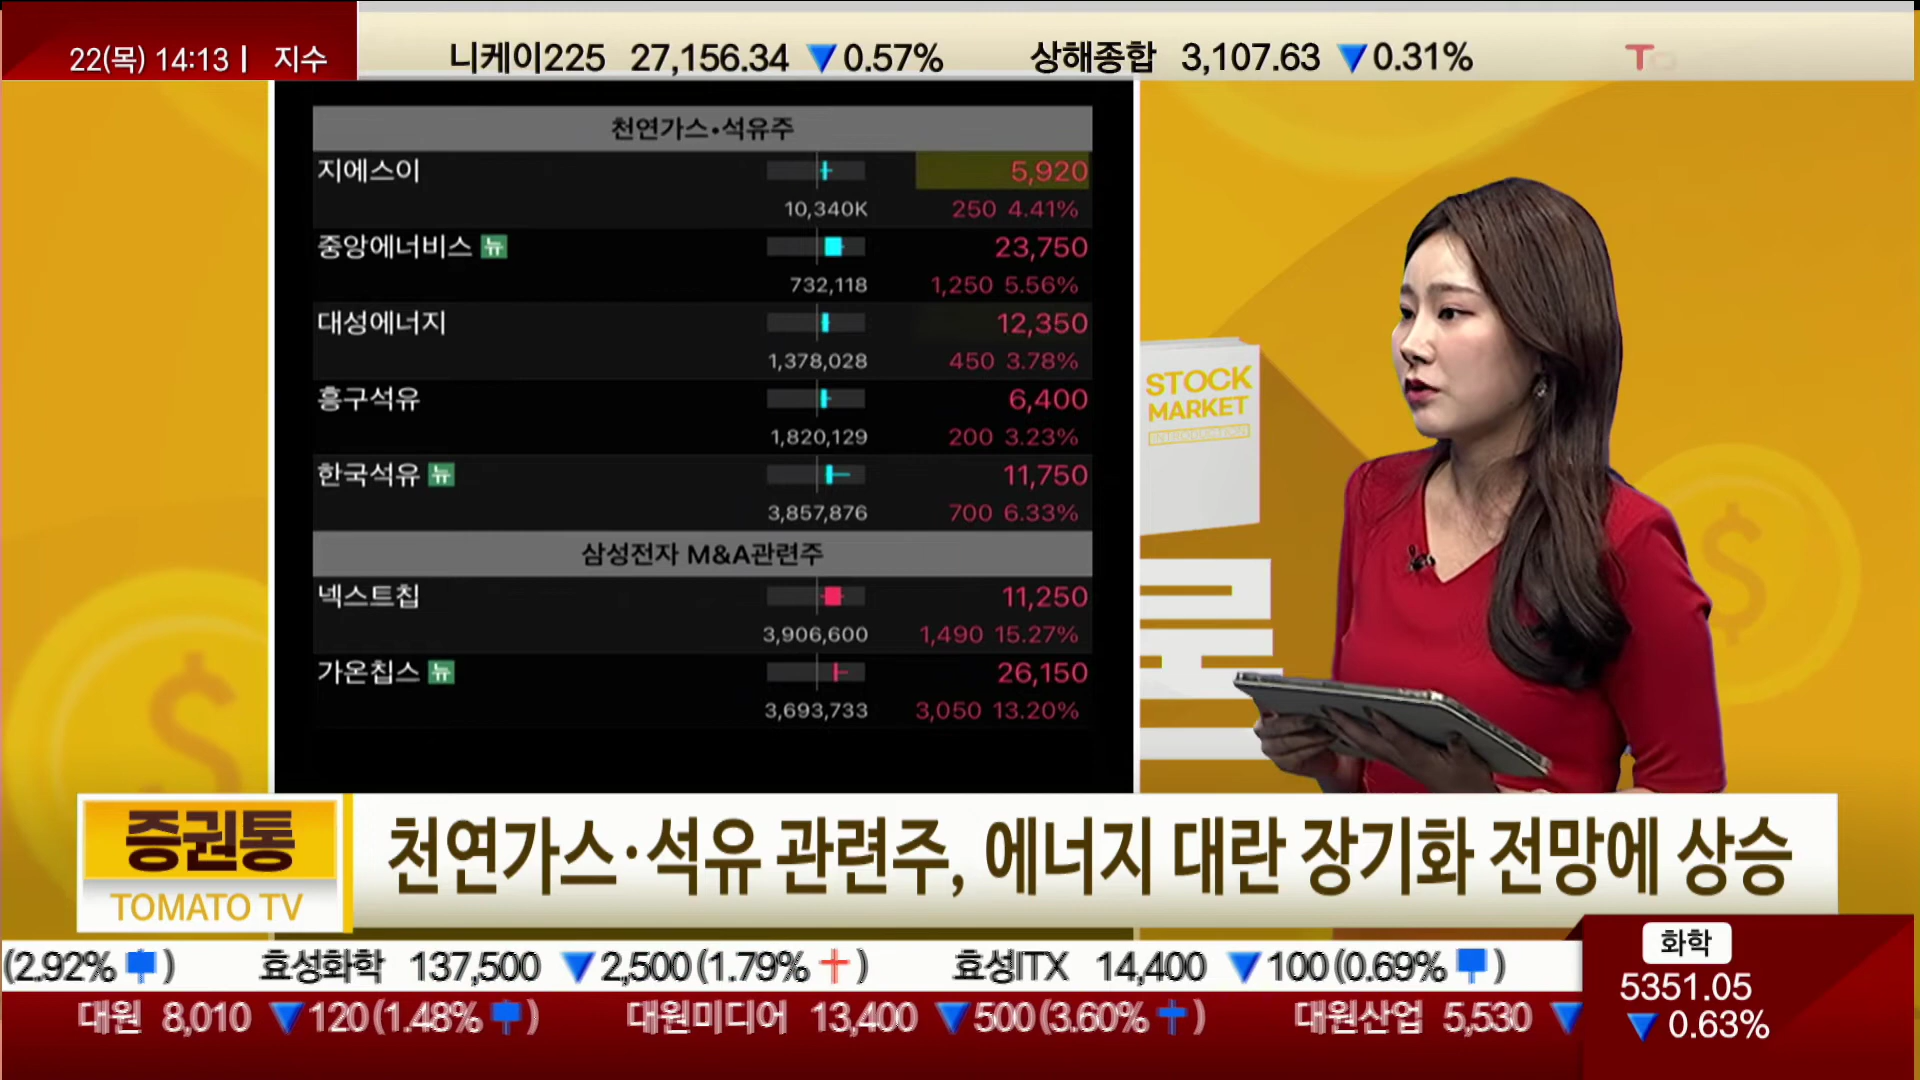 22(목) 14:13 | 지수 니케이225 27,156.34 ▼0.57% 상해종합 3,107.63 ▼0.31%
천연가스•석유주
지에스이 5,920
10,340K 250 4.41%
중앙에너비스 뉴 23,750
732,118 1,250 5.56%
대성에너지 12,350
1,378,028 450 3.78%
흥구석유 6,400
1,820,129 200 3.23%
한국석유 뉴 11,750
3,857,876 700 6.33%
삼성전자 M&A관련주
넥스트칩 11,250
3,906,600 1,490 15.27%
가온칩스 뉴 26,150
3,693,733 3,050 13.20%
STOCK
MARKET
INTRODUCTION
증권통
TOMATO TV
천연가스·석유 관련주, 에너지 대란 장기화 전망에 상승
(2.92% ) 효성화학 137,500 ▼2,500(1.79% ) 효성ITX 14,400 ▼100(0.69% )
대원 8,010 ▼120(1.48% ) 대원미디어 13,400 ▼500(3.60% ) 대원산업 5,530 ▼
화학
5351.05
▼0.63%